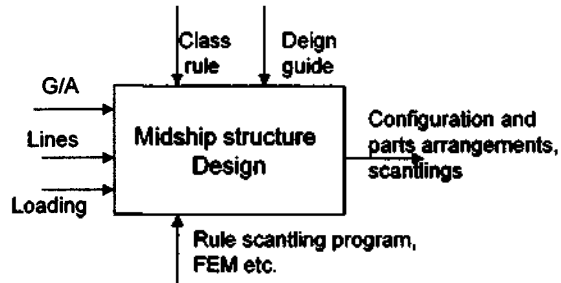 Class
rule
Deign
guide
G/A
Lines
Loading
Midship structure
Design
Configuration and
parts arrangements,
scantlings
Rule scantling program,
FEM etc.